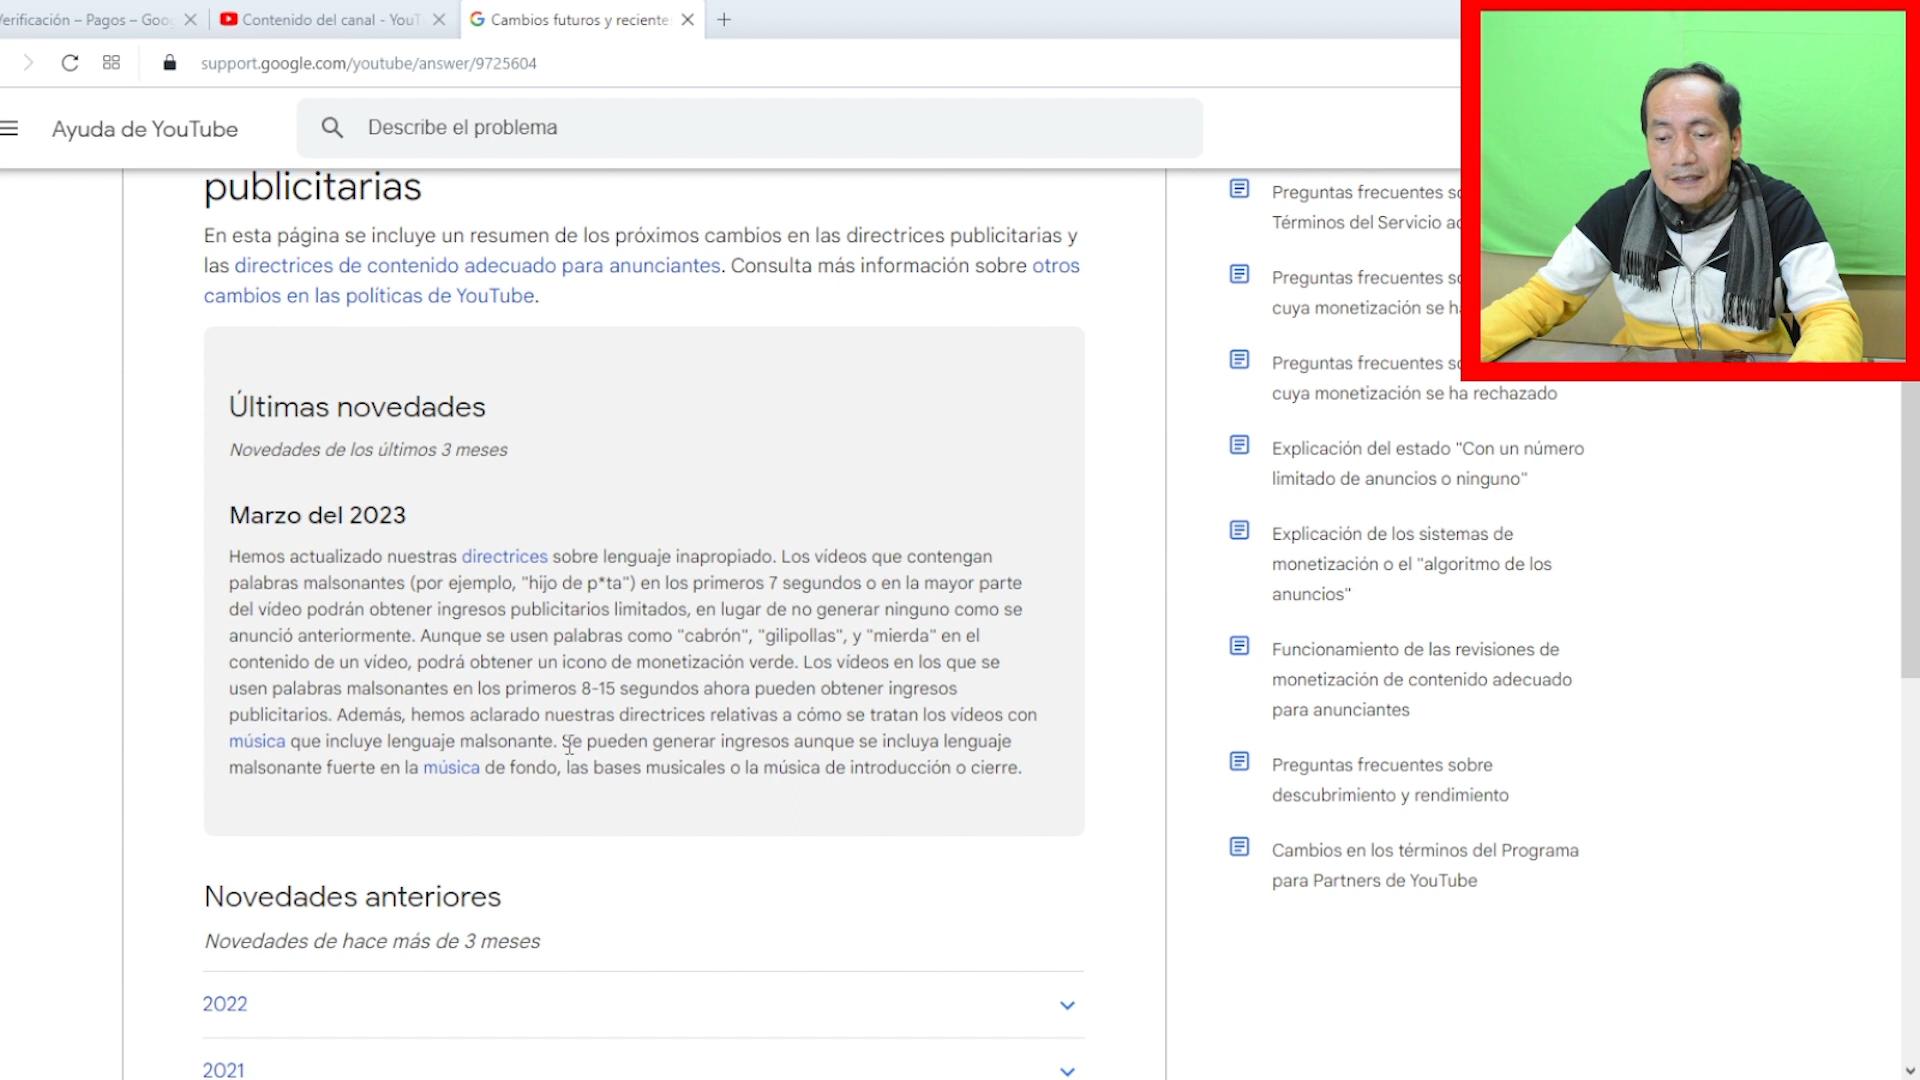 Verificación – Pagos – Goo
Contenido del canal - YouT
Cambios futuros y reciente
support.google.com/youtube/answer/9725604
Ayuda de YouTube
Describe el problema
publicitarias
En esta página se incluye un resumen de los próximos cambios en las directrices publicitarias y
las directrices de contenido adecuado para anunciantes. Consulta más información sobre otros
cambios en las políticas de YouTube.
Últimas novedades
Novedades de los últimos 3 meses
Marzo del 2023
Hemos actualizado nuestras directrices sobre lenguaje inapropiado. Los vídeos que contengan
palabras malsonantes (por ejemplo, "hijo de p*ta") en los primeros 7 segundos o en la mayor parte
del vídeo podrán obtener ingresos publicitarios limitados, en lugar de no generar ninguno como se
anunció anteriormente. Aunque se usen palabras como "cabrón", "gilipollas", y "mierda" en el
contenido de un vídeo, podrá obtener un icono de monetización verde. Los vídeos en los que se
usen palabras malsonantes en los primeros 8-15 segundos ahora pueden obtener ingresos
publicitarios. Además, hemos aclarado nuestras directrices relativas a cómo se tratan los vídeos con
música que incluye lenguaje malsonante. Se pueden generar ingresos aunque se incluya lenguaje
malsonante fuerte en la música de fondo, las bases musicales o la música de introducción o cierre.
Novedades anteriores
Novedades de hace más de 3 meses
2022
2021
Preguntas frecuentes so
Términos del Servicio ac
Preguntas frecuentes so
cuya monetización se ha
Preguntas frecuentes so
cuya monetización se ha rechazado
Explicación del estado "Con un número
limitado de anuncios o ninguno"
Explicación de los sistemas de
monetización o el "algoritmo de los
anuncios"
Funcionamiento de las revisiones de
monetización de contenido adecuado
para anunciantes
Preguntas frecuentes sobre
descubrimiento y rendimiento
Cambios en los términos del Programa
para Partners de YouTube